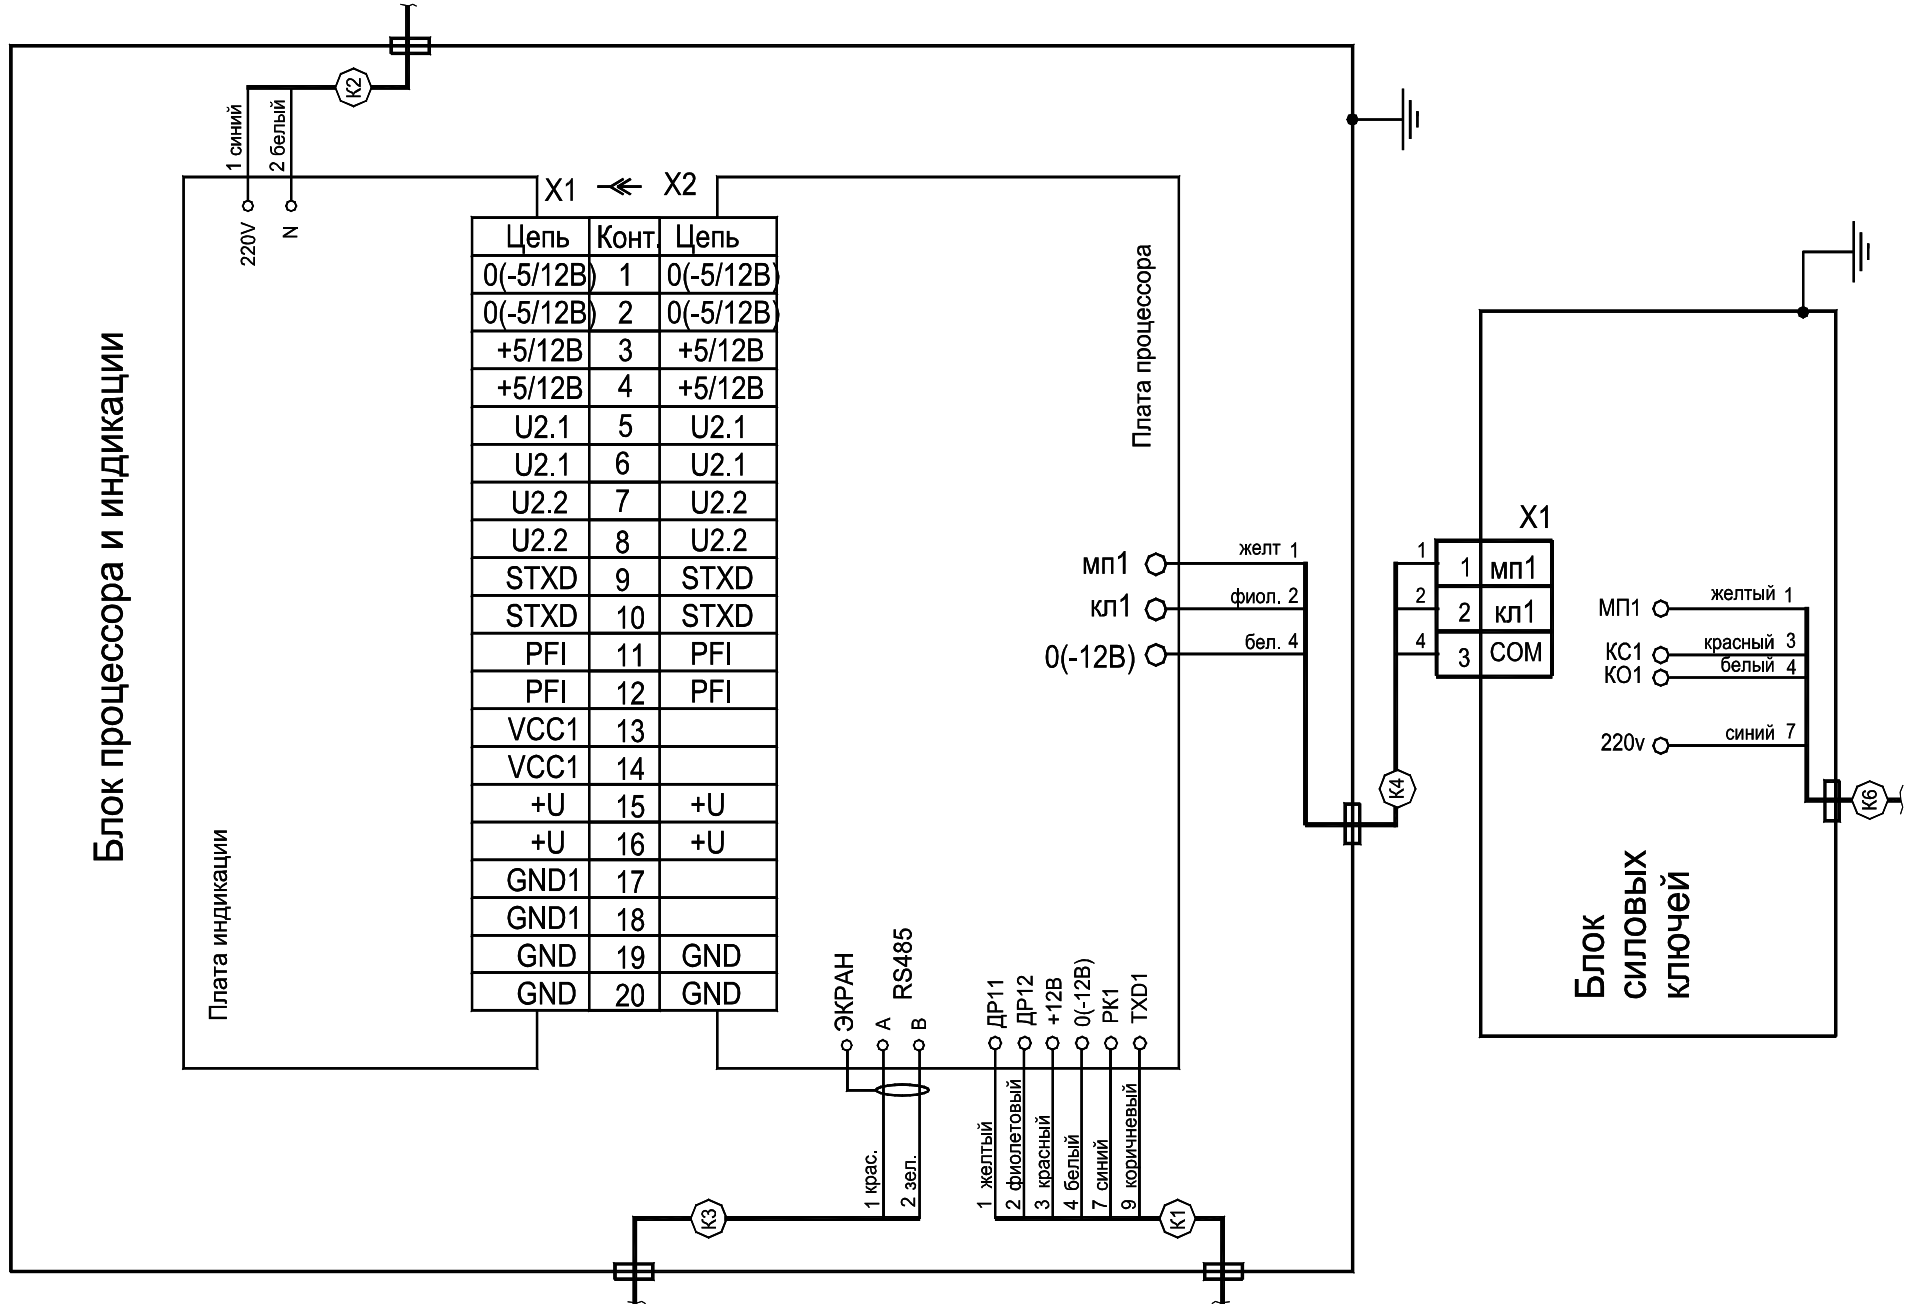 Блок процессора и индикации
К2
1 синий
2 белый
220V
N
Плата индикации
X1
X2
Цепь Конт. Цепь
0(-5/12В) 1 0(-5/12В)
0(-5/12В) 2 0(-5/12В)
+5/12В 3 +5/12В
+5/12В 4 +5/12В
U2.1 5 U2.1
U2.1 6 U2.1
U2.2 7 U2.2
U2.2 8 U2.2
STXD 9 STXD
STXD 10 STXD
PFI 11 PFI
PFI 12 PFI
VCC1 13
VCC1 14
+U 15 +U
+U 16 +U
GND1 17
GND1 18
GND 19 GND
GND 20 GND
Плата процессора
мп1
желт 1
кл1
фиол. 2
0(-12В)
бел. 4
ЭКРАН
A
B
RS485
1 крас.
2 зел.
К3
ДР11
ДР12
+12В
0(-12В)
РК1
TXD1
1 желтый
2 фиолетовый
3 красный
4 белый
7 синий
9 коричневый
К1
К4
X1
1 1 мп1
2 2 кл1
4 3 COM
МП1 желтый 1
КС1 красный 3
КО1 белый 4
220v синий 7
К6
Блок
силовых
ключей